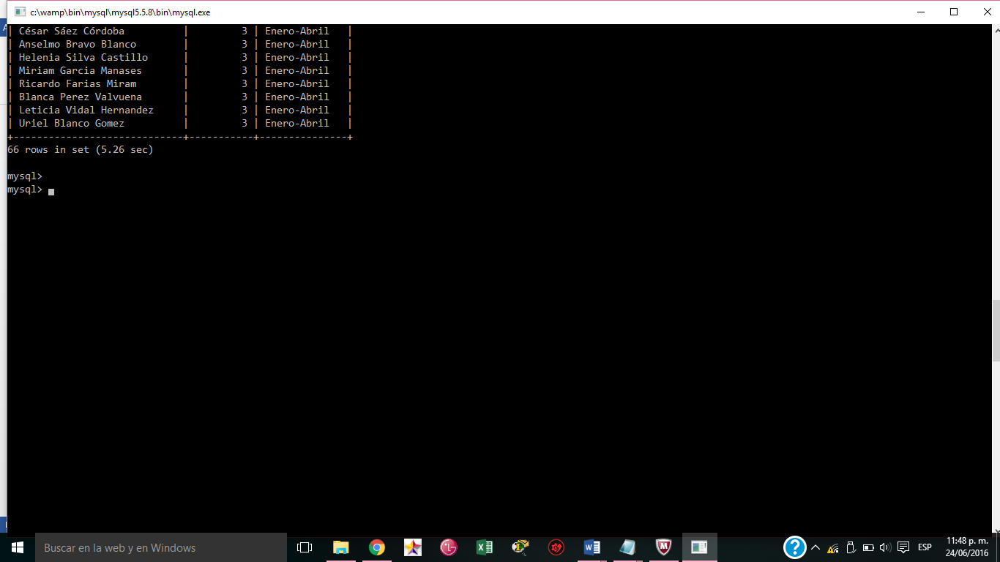 c:\wamp\bin\mysql\mysql5.5.8\bin\mysql.exe
| César Sáez Córdoba          |         3 | Enero-Abril   |
| Anselmo Bravo Blanco        |         3 | Enero-Abril   |
| Helenia Silva Castillo      |         3 | Enero-Abril   |
| Miriam Garcia Manases       |         3 | Enero-Abril   |
| Ricardo Farias Miram        |         3 | Enero-Abril   |
| Blanca Perez Valvuena       |         3 | Enero-Abril   |
| Leticia Vidal Hernandez     |         3 | Enero-Abril   |
| Uriel Blanco Gomez          |         3 | Enero-Abril   |
+-----------------------------+-----------+---------------+
66 rows in set (5.26 sec)
mysql>
mysql>
Buscar en la web y en Windows
ESP
11:48 p. m.
24/06/2016